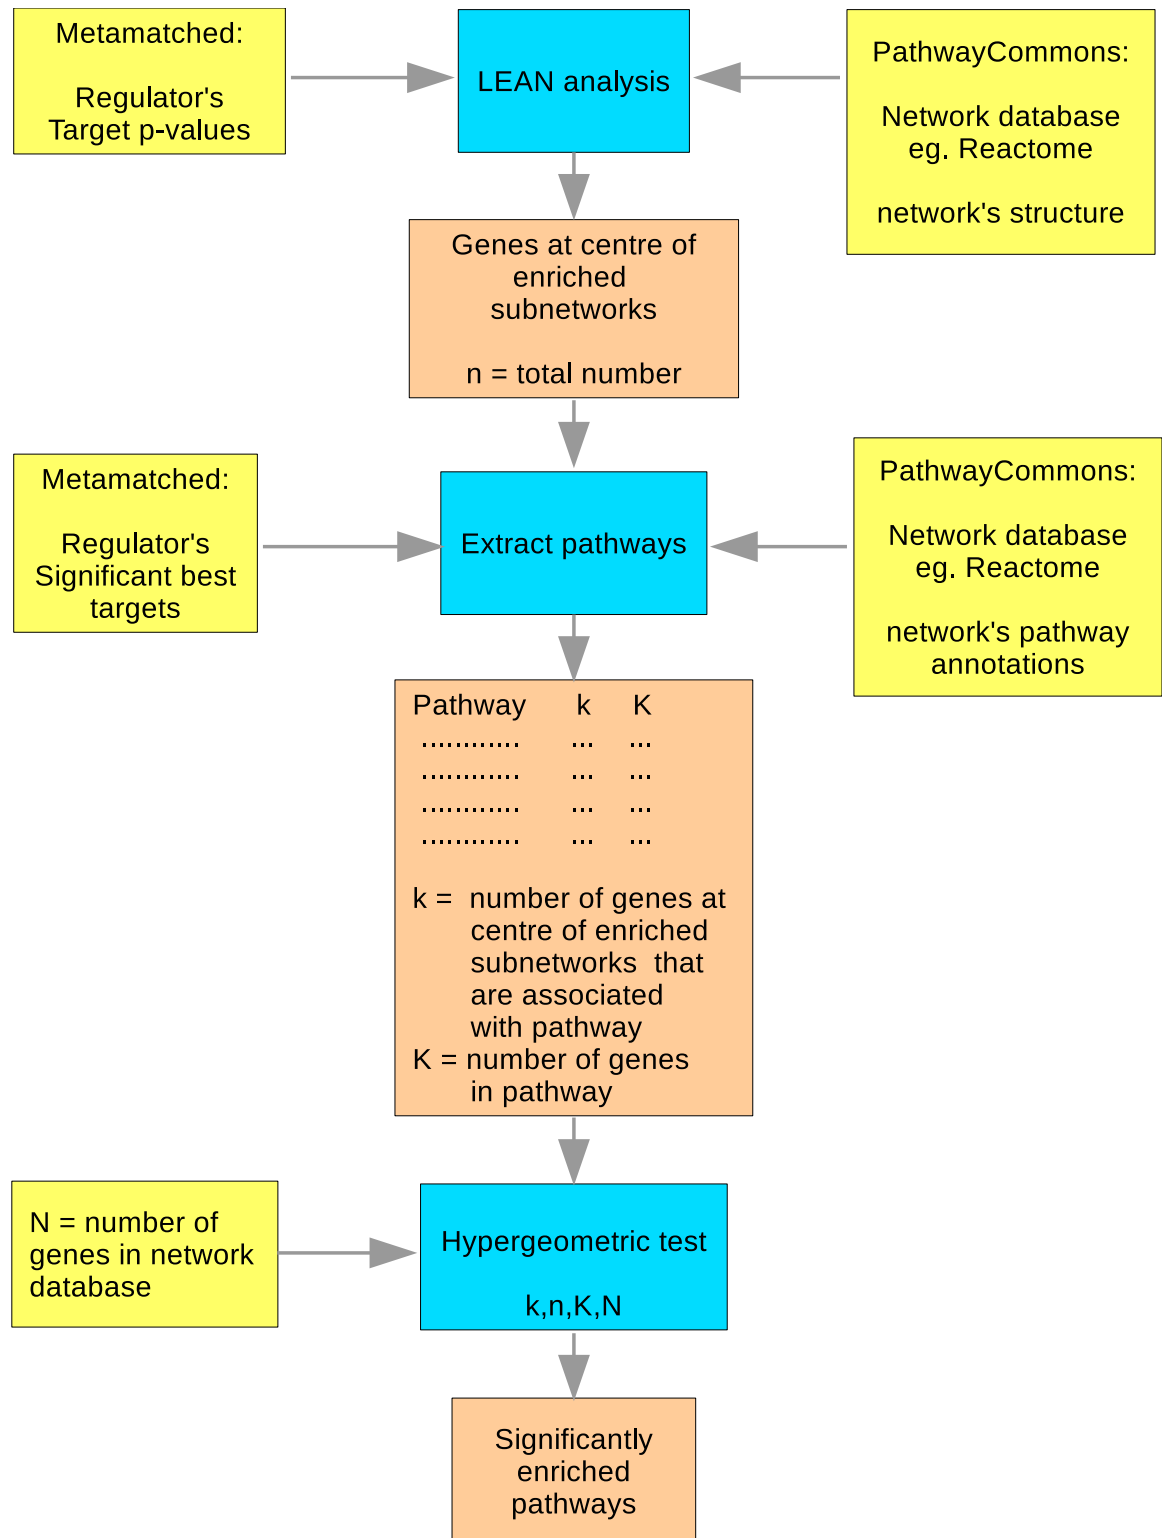 Metamatched:
Regulator's
Target p-values
LEAN analysis
PathwayCommons:
Network database
eg. Reactome
network's structure
Genes at centre of
enriched
subnetworks
n = total number
Metamatched:
Regulator's
Significant best
targets
Extract pathways
PathwayCommons:
Network database
eg. Reactome
network's pathway
annotations
Pathway k K
............ ... ...
............ ... ...
............ ... ...
............ ... ...
k = number of genes at
centre of enriched
subnetworks that
are associated
with pathway
K = number of genes
in pathway
N = number of
genes in network
database
Hypergeometric test
k,n,K,N
Significantly
enriched
pathways